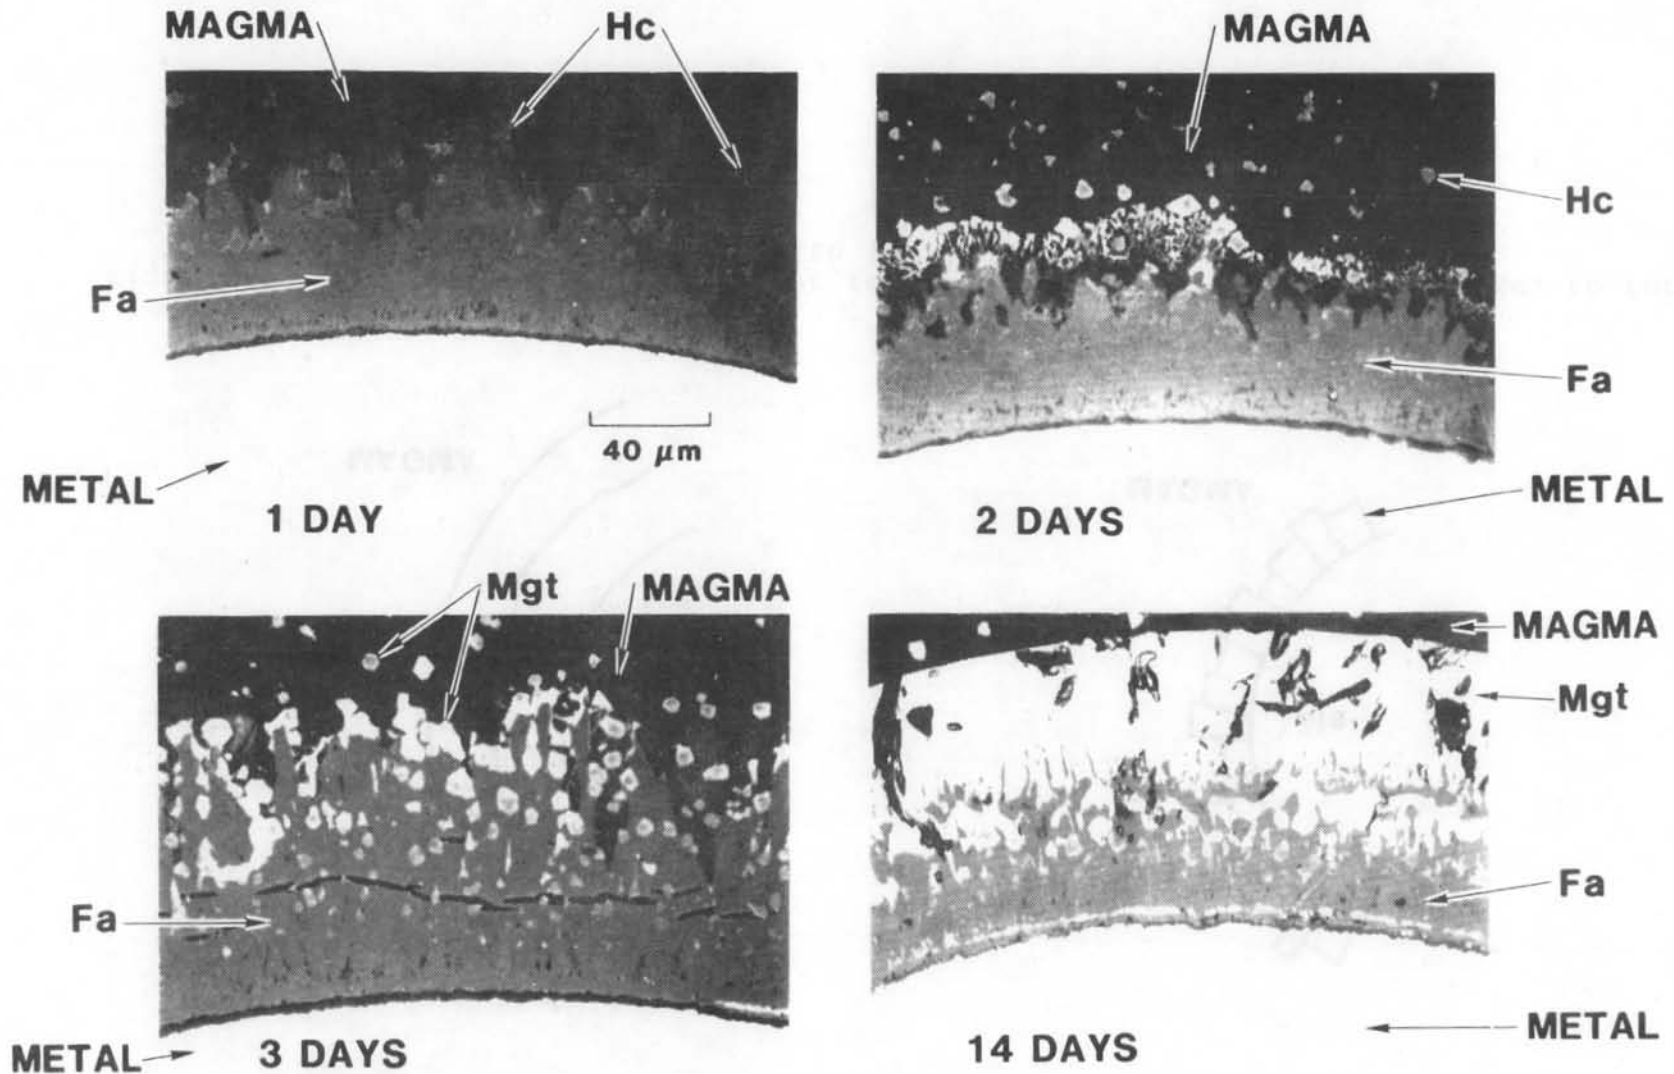 MAGMA
Hc
Fa
40 µm
METAL
1 DAY
MAGMA
Hc
Fa
METAL
2 DAYS
Mgt
MAGMA
Fa
METAL
3 DAYS
MAGMA
Mgt
Fa
METAL
14 DAYS